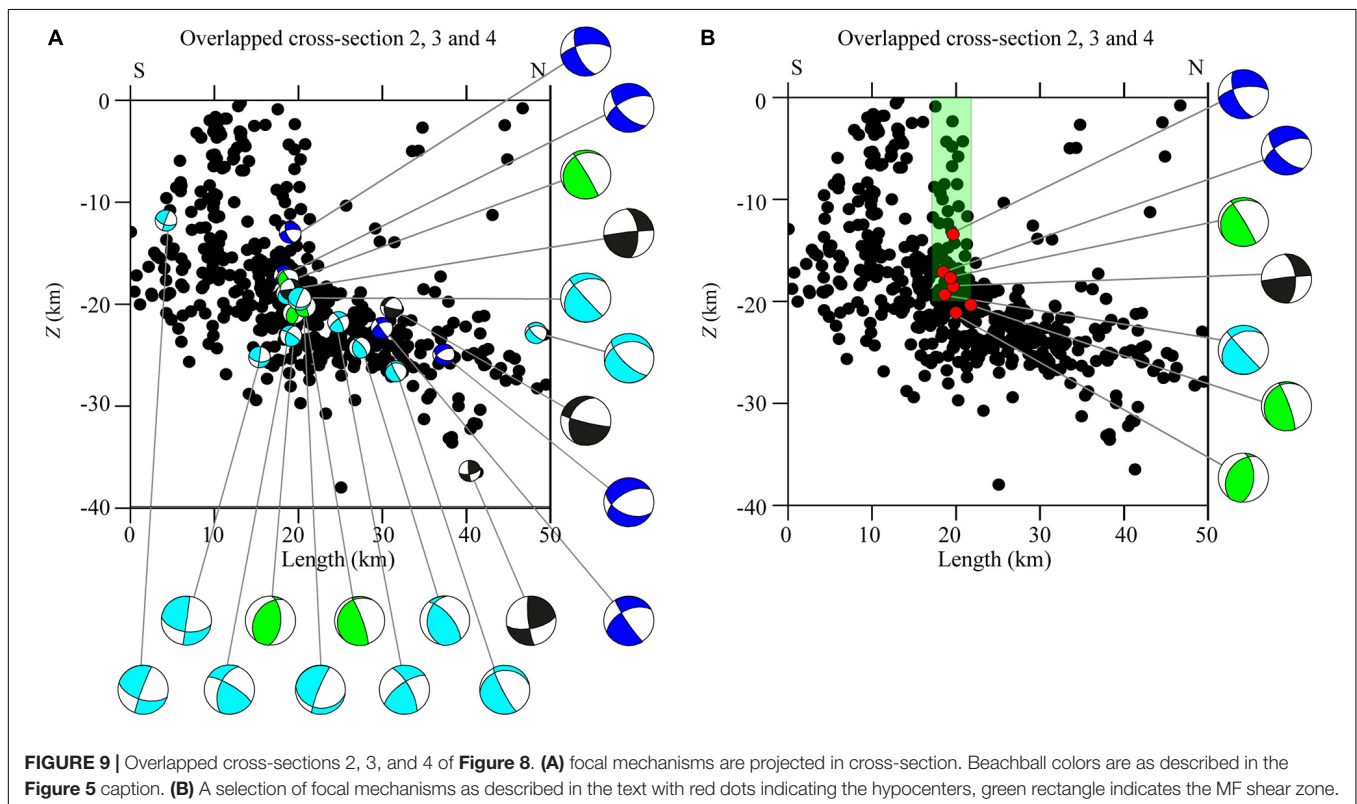 A
Overlapped cross-section 2, 3 and 4
S
N
0
-10
-20
-30
-40
Z (km)
0
10
20
30
40
50
Length (km)
B
Overlapped cross-section 2, 3 and 4
S
N
0
-10
-20
-30
-40
Z (km)
0
10
20
30
40
50
Length (km)
FIGURE 9 | Overlapped cross-sections 2, 3, and 4 of Figure 8. (A) focal mechanisms are projected in cross-section. Beachball colors are as described in the
Figure 5 caption. (B) A selection of focal mechanisms as described in the text with red dots indicating the hypocenters, green rectangle indicates the MF shear zone.